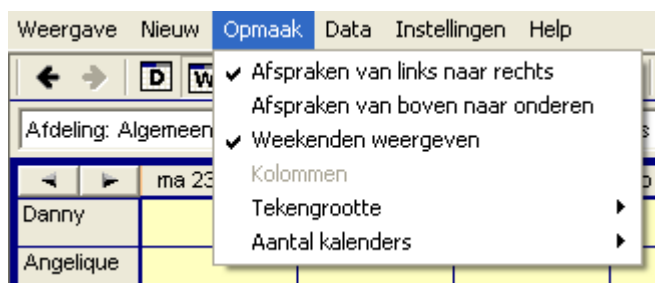 Weergave Nieuw Opmaak Data Instellingen Help
D W
Afspraken van links naar rechts
Afspraken van boven naar onderen
Afdeling: Algemeen
Weekenden weergeven
ma 23
Kolommen
Danny
Tekengrootte
Aantal kalenders
Angelique